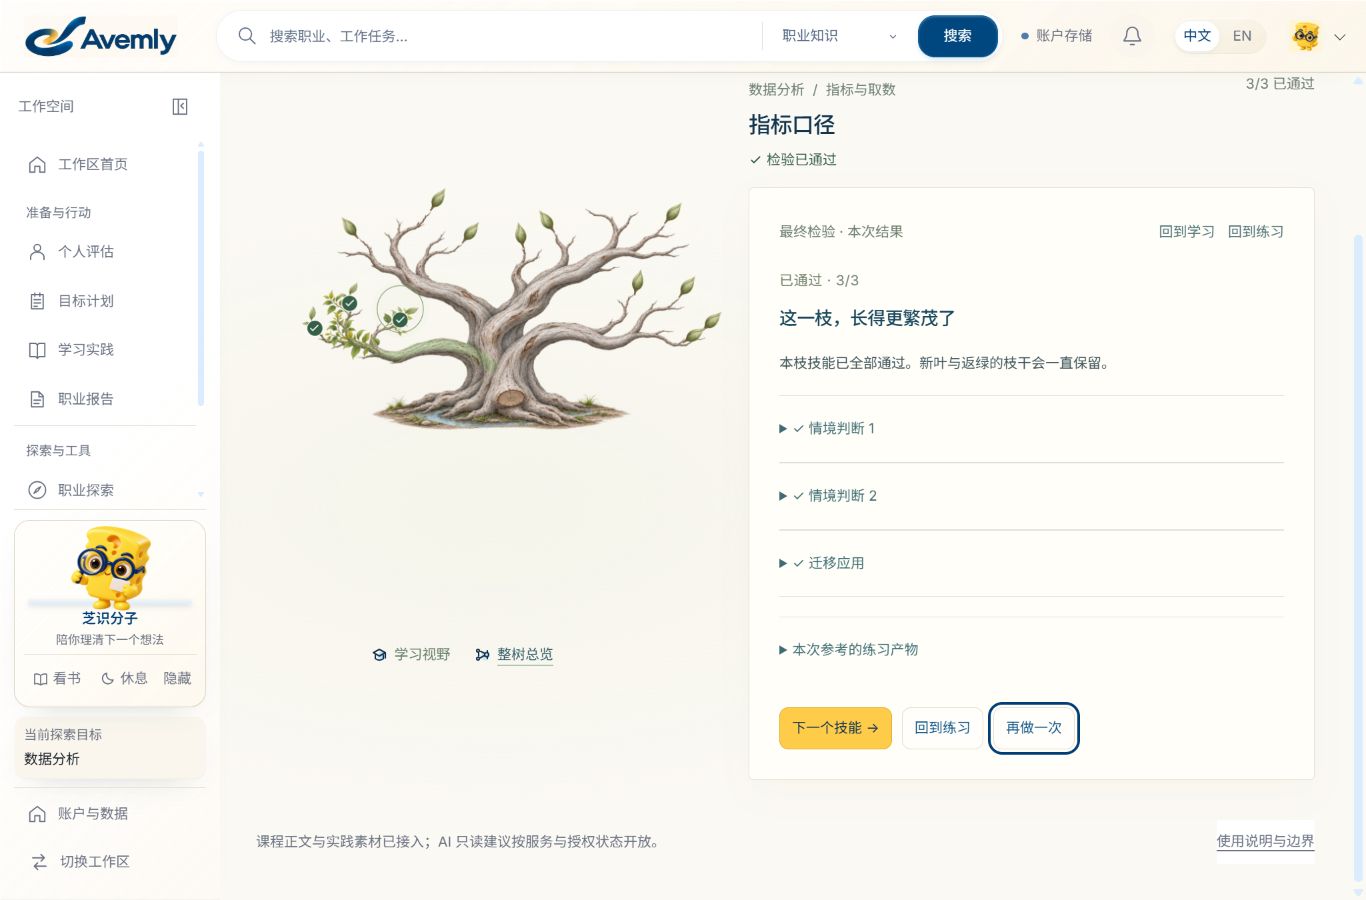 Avemly
搜索职业、工作任务...
职业知识
搜索
账户存储
中文
EN
工作空间
工作区首页
准备与行动
个人评估
目标计划
学习实践
职业报告
探索与工具
职业探索
芝识分子
陪你理清下一个想法
看书
休息
隐藏
当前探索目标
数据分析
账户与数据
切换工作区
学习视野
整树总览
数据分析 / 指标与取数
3/3 已通过
指标口径
✓ 检验已通过
最终检验 · 本次结果
回到学习
回到练习
已通过 · 3/3
这一枝，长得更繁茂了
本枝技能已全部通过。新叶与返绿的枝干会一直保留。
▶ ✓ 情境判断 1
▶ ✓ 情境判断 2
▶ ✓ 迁移应用
▶ 本次参考的练习产物
下一个技能 →
回到练习
再做一次
课程正文与实践素材已接入；AI 只读建议按服务与授权状态开放。
使用说明与边界